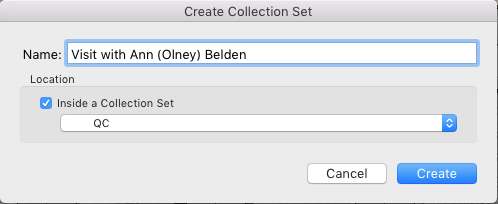 Create Collection Set
Name: Visit with Ann (Olney) Belden
Location
Inside a Collection Set
QC
Cancel Create